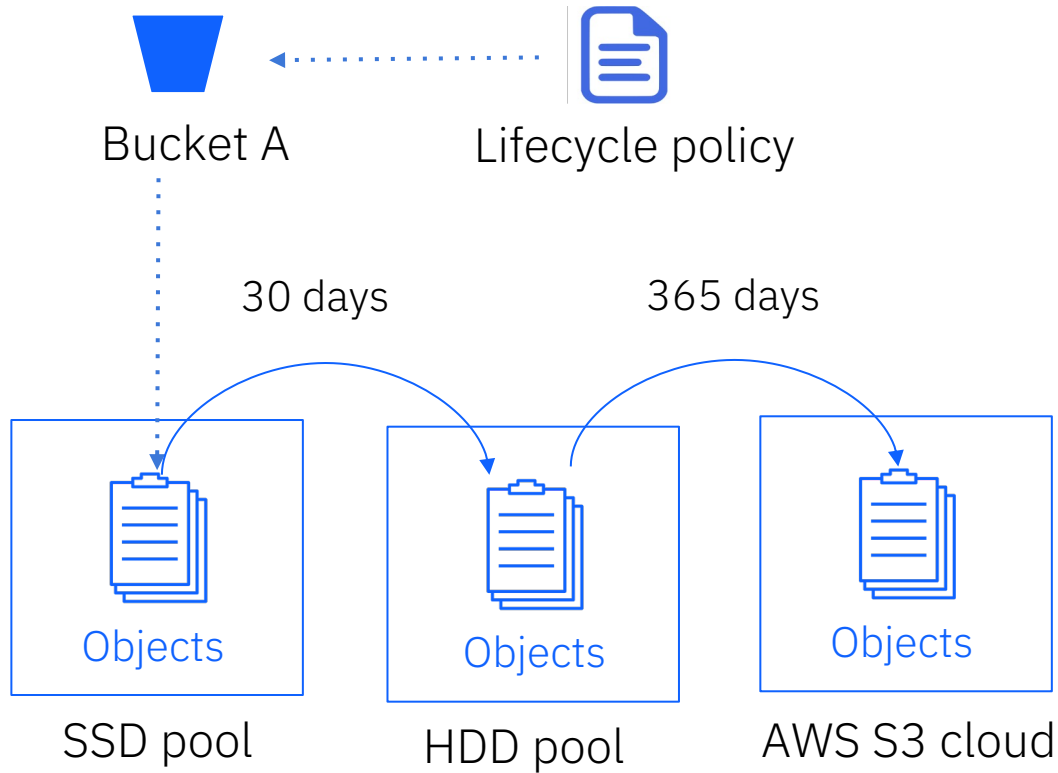 Bucket A
Lifecycle policy
30 days
365 days
Objects
Objects
Objects
SSD pool
HDD pool
AWS S3 cloud